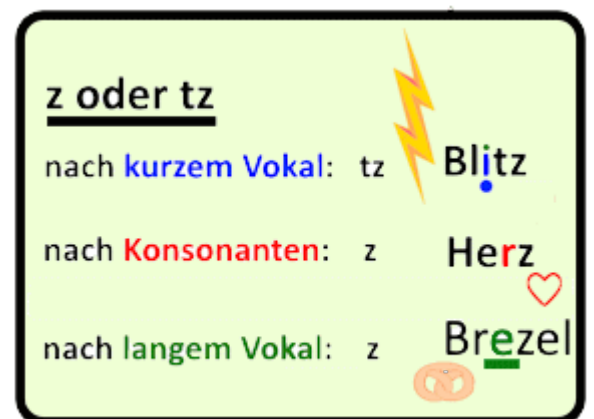 z oder tz
nach kurzem Vokal: tz Blitz
nach Konsonanten: z Herz
nach langem Vokal: z Brezel